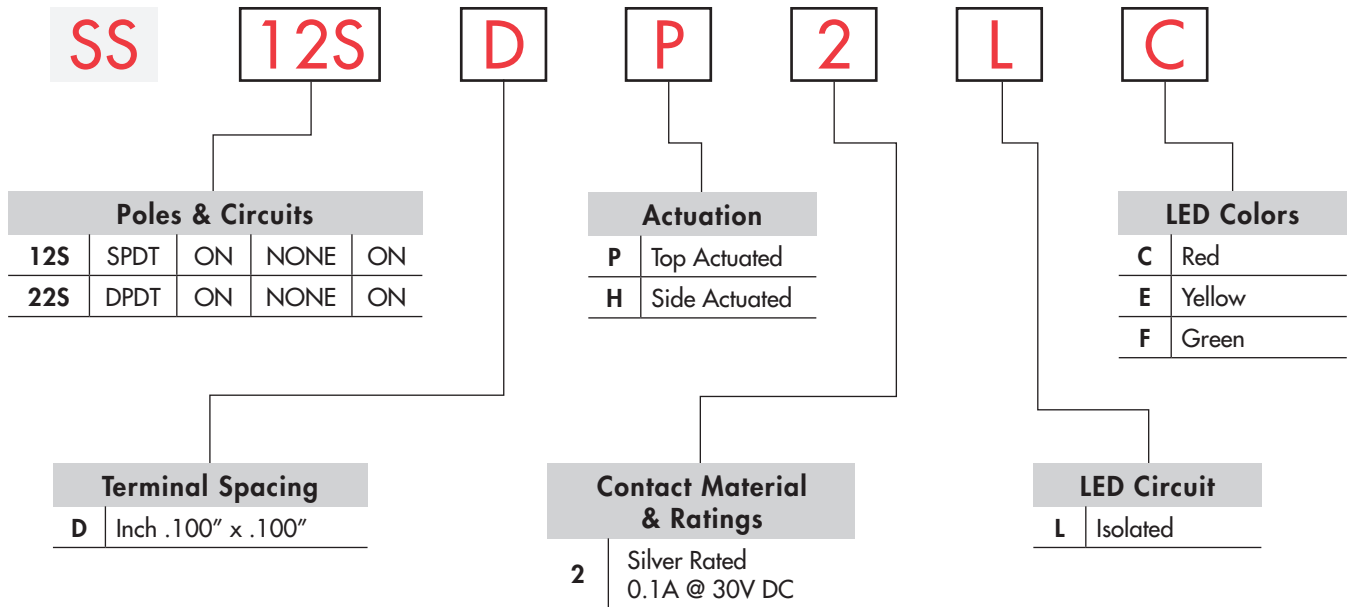 SS 12S D P 2 L C
Poles & Circuits
12S SPDT ON NONE ON
22S DPDT ON NONE ON
Actuation
P Top Actuated
H Side Actuated
LED Colors
C Red
E Yellow
F Green
Terminal Spacing
D Inch .100″ x .100″
Contact Material
& Ratings
2 Silver Rated
0.1A @ 30V DC
LED Circuit
L Isolated